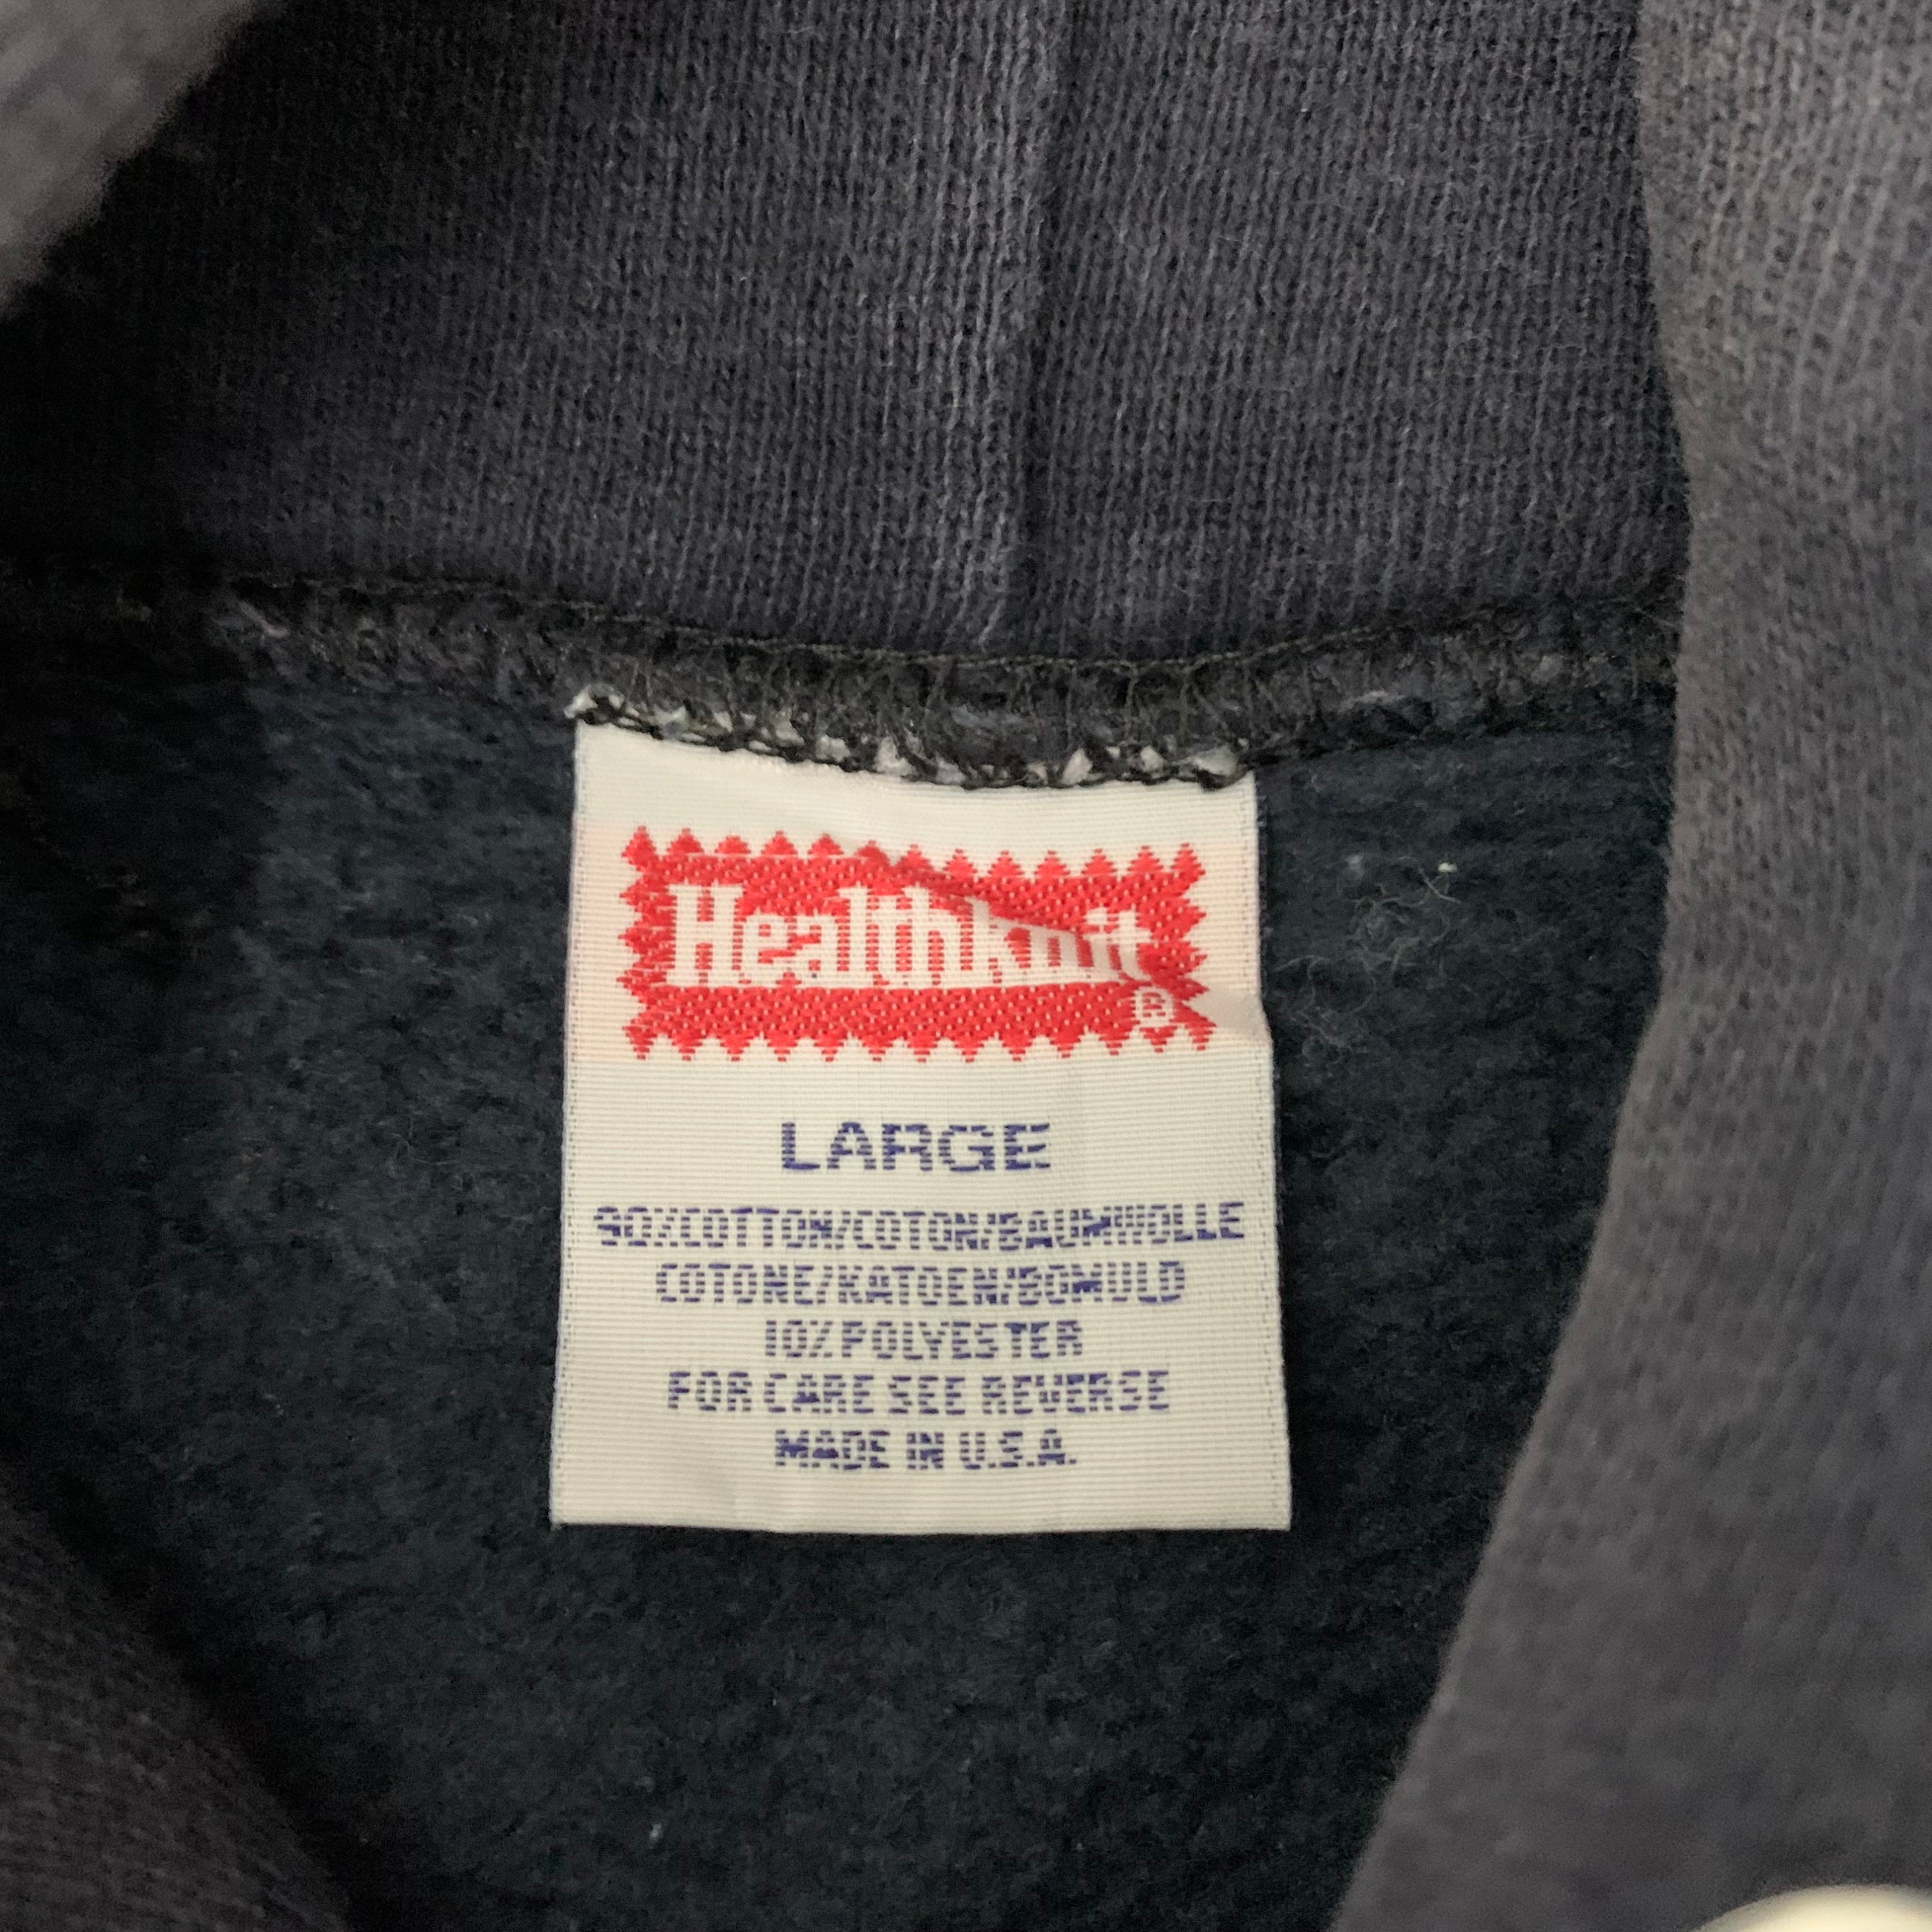 Healthknit
®
LARGE
90%COTTON/COTON/BAUMWOLLE
COTONE/KATOEN/BOMULD
10% POLYESTER
FOR CARE SEE REVERSE
MADE IN U.S.A.